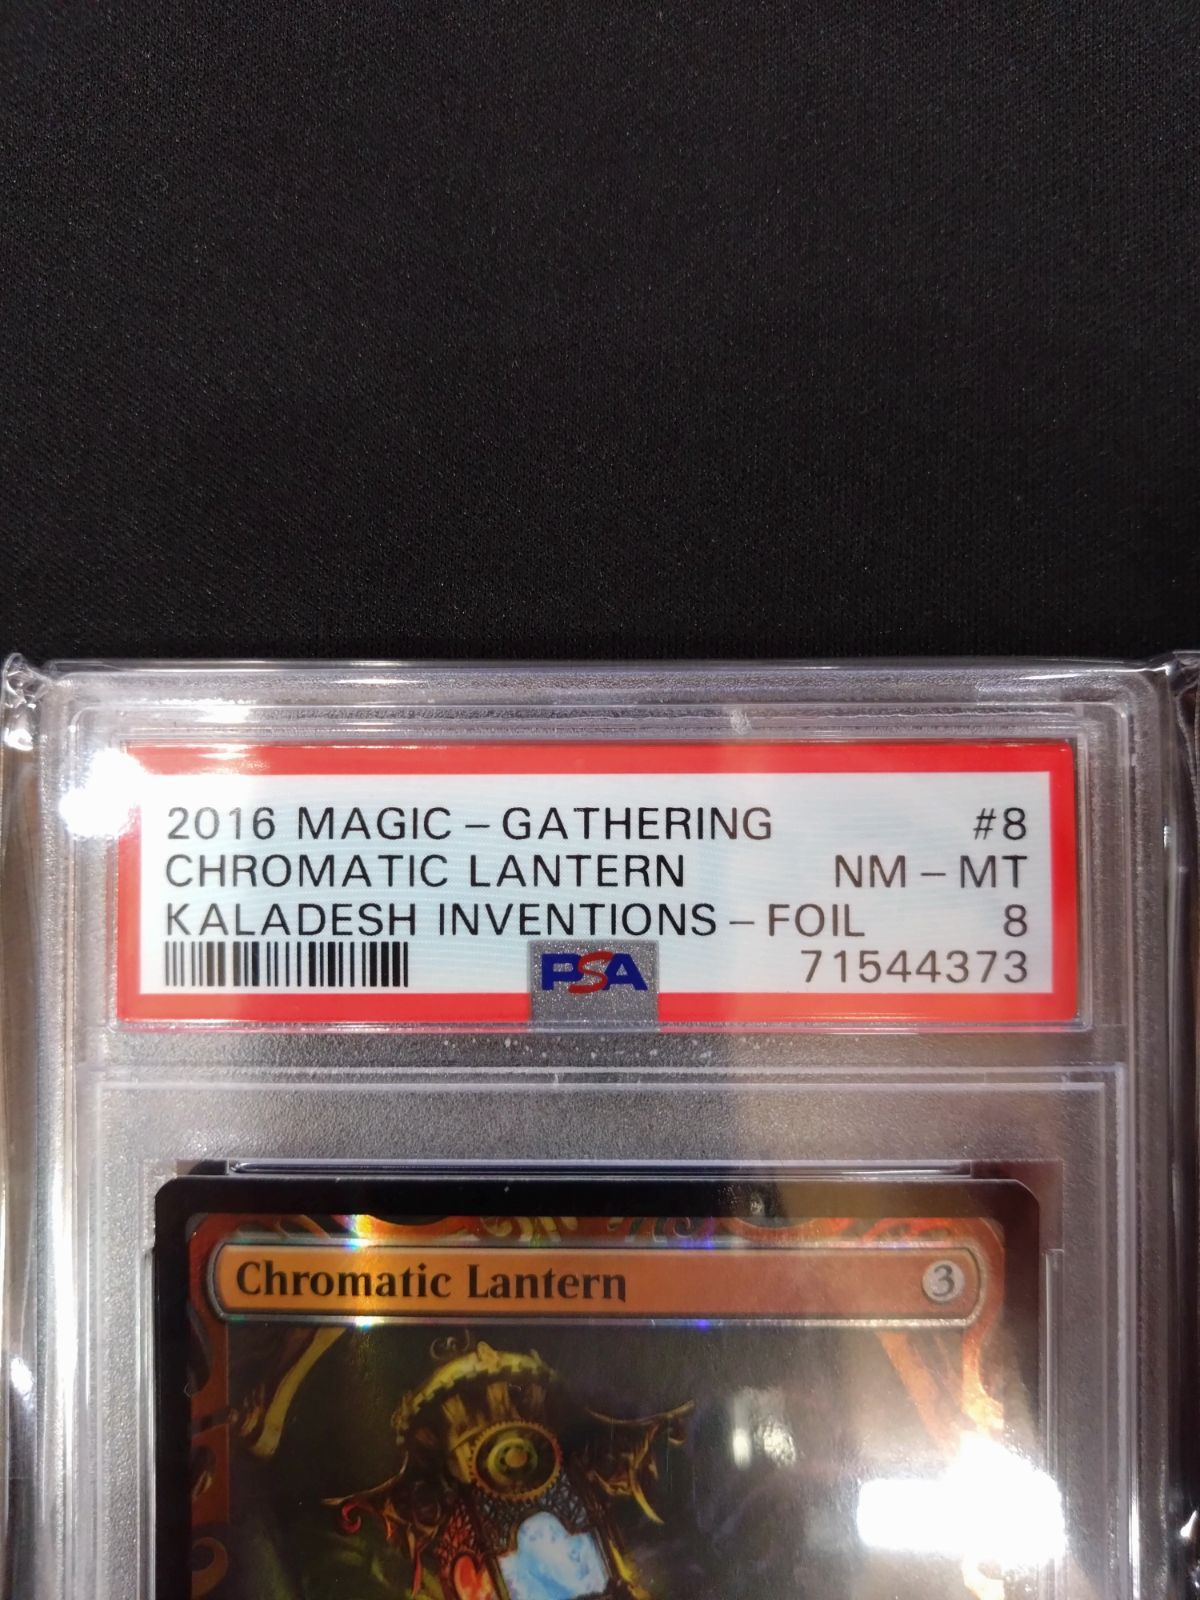 2016 MAGIC – GATHERING #8
CHROMATIC LANTERN NM – MT
KALADESH INVENTIONS – FOIL 8
PSA 71544373
Chromatic Lantern 3